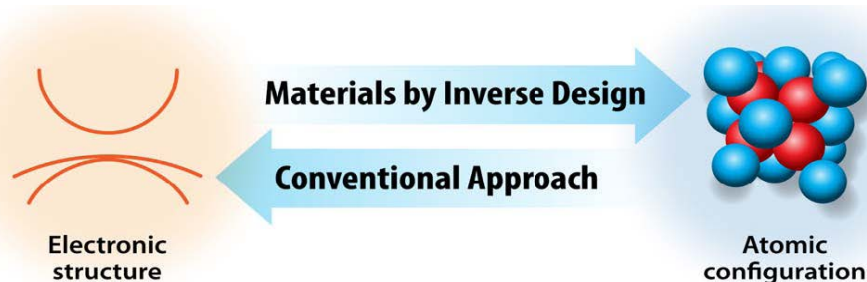 Materials by Inverse Design
Conventional Approach
Electronic
structure
Atomic
configuration